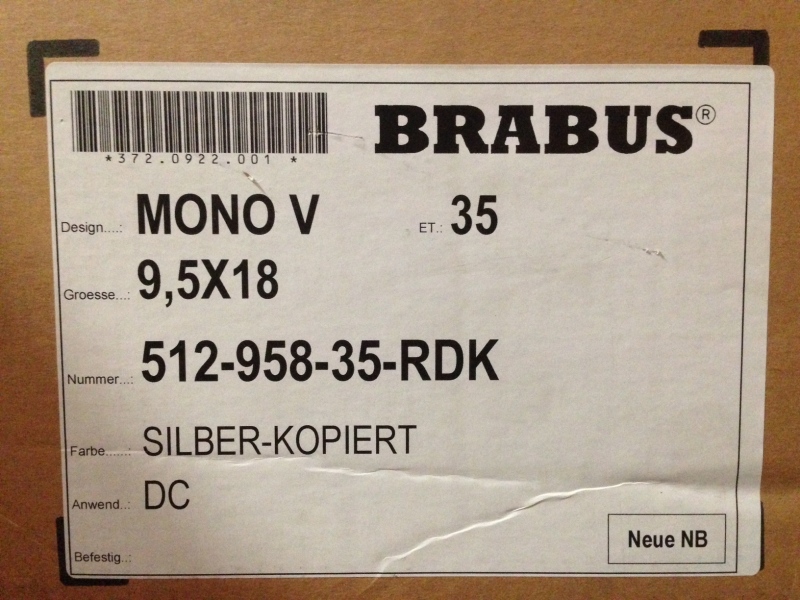 BRABUS®
*372.0922.001 *
Design....: MONO V ET.: 35
Groesse...: 9,5X18
Nummer...: 512-958-35-RDK
Farbe......: SILBER-KOPIERT
Anwend..: DC
Neue NB
Befestig..: